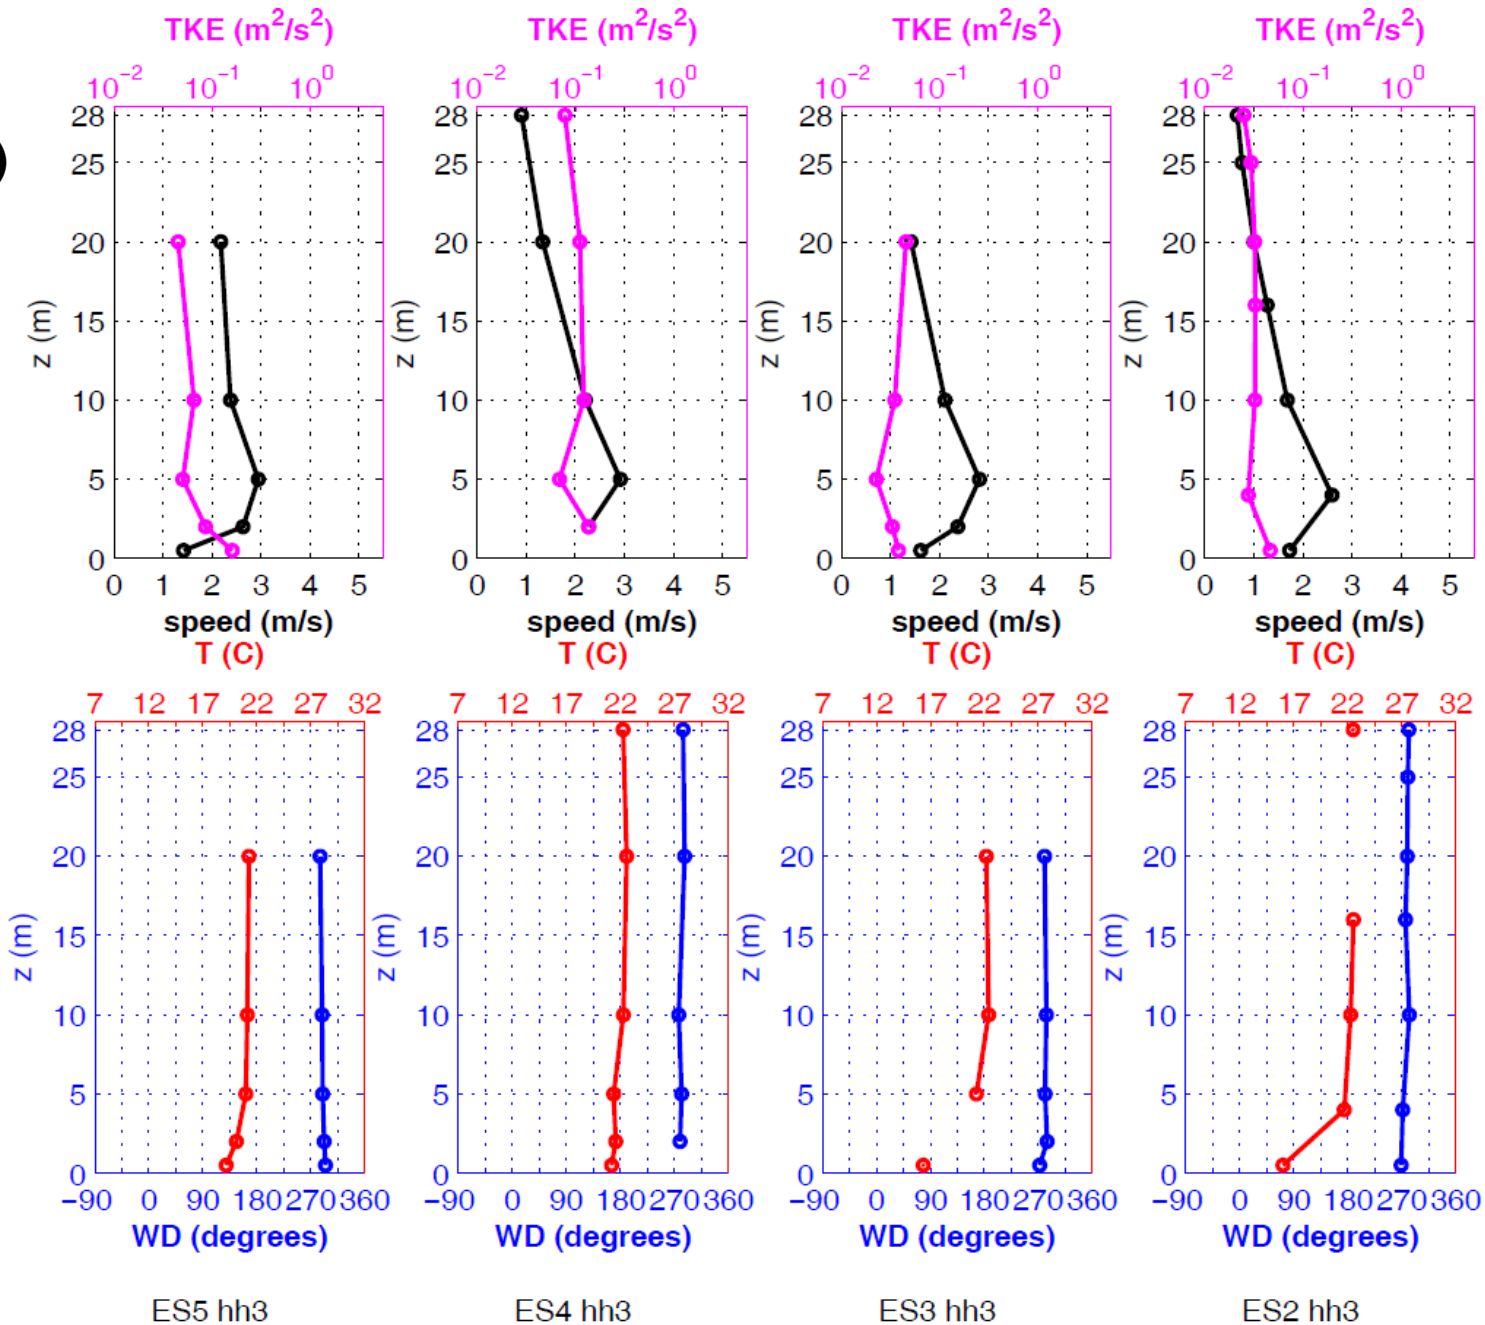 TKE (m²/s²) TKE (m²/s²) TKE (m²/s²) TKE (m²/s²)
10⁻² 10⁻¹ 10⁰ 10⁻² 10⁻¹ 10⁰ 10⁻² 10⁻¹ 10⁰ 10⁻² 10⁻¹ 10⁰
28 28 28 28
25 25 25 25
20 20 20 20
z (m) z (m) z (m) z (m)
15 15 15 15
10 10 10 10
5 5 5 5
0 0 0 0
0 1 2 3 4 5 0 1 2 3 4 5 0 1 2 3 4 5 0 1 2 3 4 5
speed (m/s) speed (m/s) speed (m/s) speed (m/s)
T (C) T (C) T (C) T (C)
7 12 17 22 27 32 7 12 17 22 27 32 7 12 17 22 27 32 7 12 17 22 27 32
28 28 28 28
25 25 25 25
20 20 20 20
z (m) z (m) z (m) z (m)
15 15 15 15
10 10 10 10
5 5 5 5
0 0 0 0
−90 0 90 180 270 360 −90 0 90 180 270 360 −90 0 90 180 270 360 −90 0 90 180 270 360
WD (degrees) WD (degrees) WD (degrees) WD (degrees)
ES5 hh3 ES4 hh3 ES3 hh3 ES2 hh3